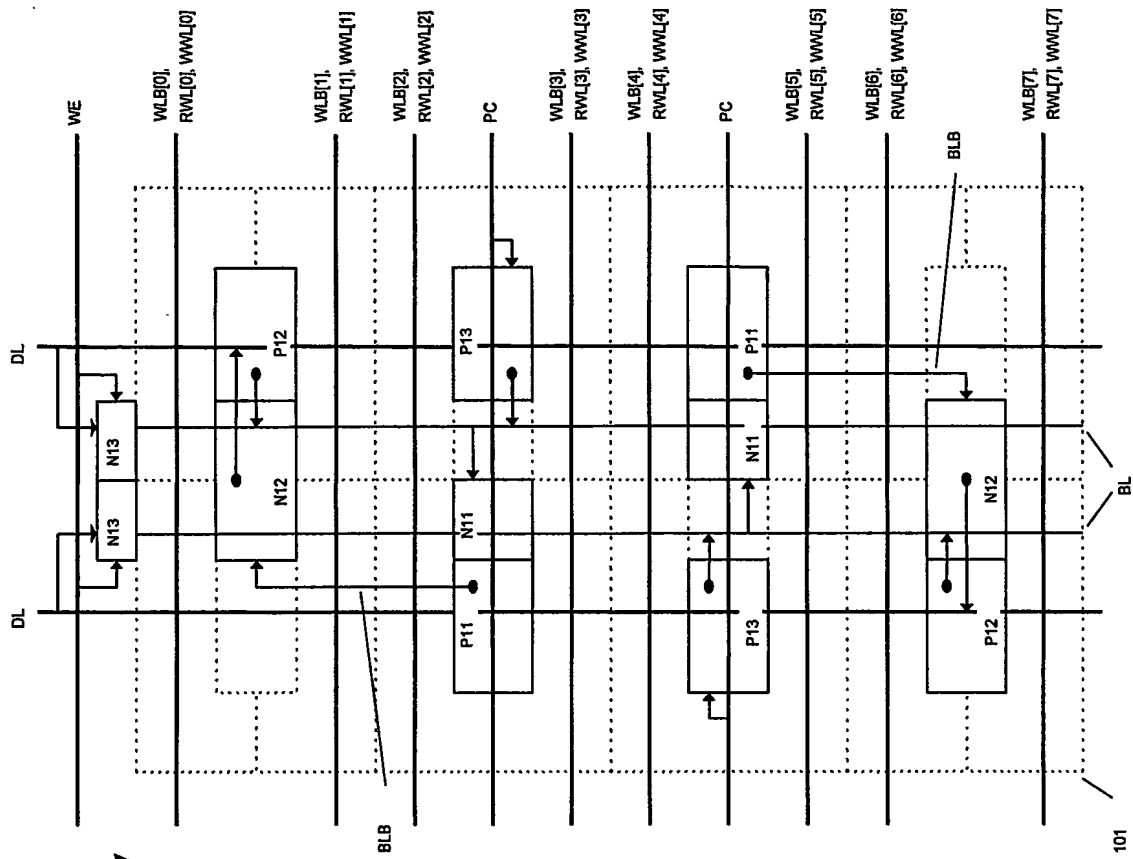 DL
DL
WE
N13
N13
WLB[0],
RWL[0], WWL[0]
N12
P12
WLB[1],
RWL[1], WWL[1]
WLB[2],
RWL[2], WWL[2]
P11
N11
P13
PC
BLB
WLB[3],
RWL[3], WWL[3]
WLB[4],
RWL[4], WWL[4]
P13
N11
P11
PC
WLB[5],
RWL[5], WWL[5]
WLB[6],
RWL[6], WWL[6]
BLB
P12
N12
WLB[7],
RWL[7], WWL[7]
BL
101